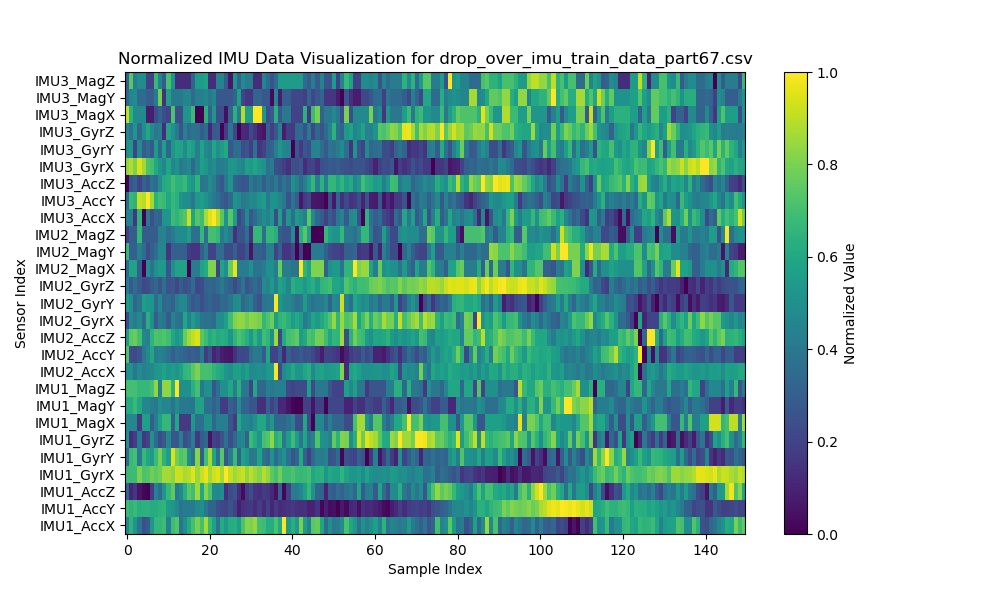 Normalized IMU Data Visualization for drop_over_imu_train_data_part67.csv
IMU3_MagZ
IMU3_MagY
IMU3_MagX
IMU3_GyrZ
IMU3_GyrY
IMU3_GyrX
IMU3_AccZ
IMU3_AccY
IMU3_AccX
IMU2_MagZ
IMU2_MagY
IMU2_MagX
IMU2_GyrZ
IMU2_GyrY
IMU2_GyrX
IMU2_AccZ
IMU2_AccY
IMU2_AccX
IMU1_MagZ
IMU1_MagY
IMU1_MagX
IMU1_GyrZ
IMU1_GyrY
IMU1_GyrX
IMU1_AccZ
IMU1_AccY
IMU1_AccX
Sensor Index
0 20 40 60 80 100 120 140
Sample Index
1.0
0.8
0.6
0.4
0.2
0.0
Normalized Value